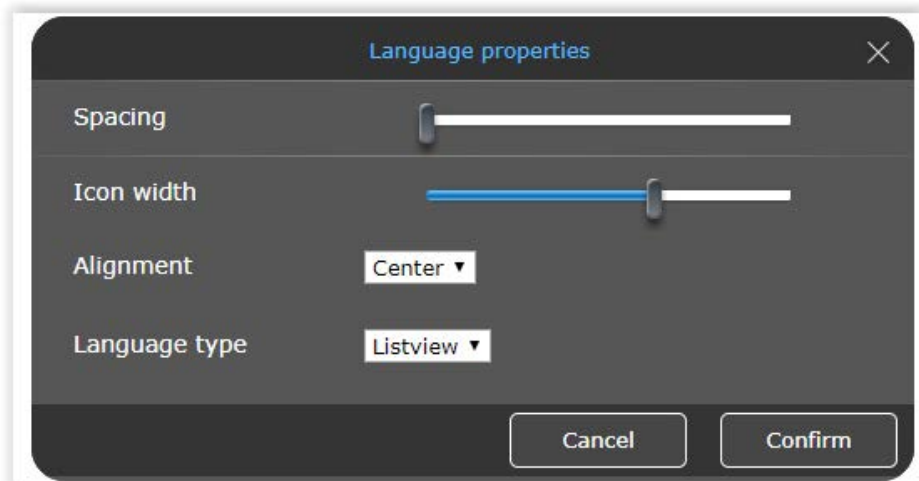 Language properties
Spacing
Icon width
Alignment Center
Language type Listview
Cancel Confirm